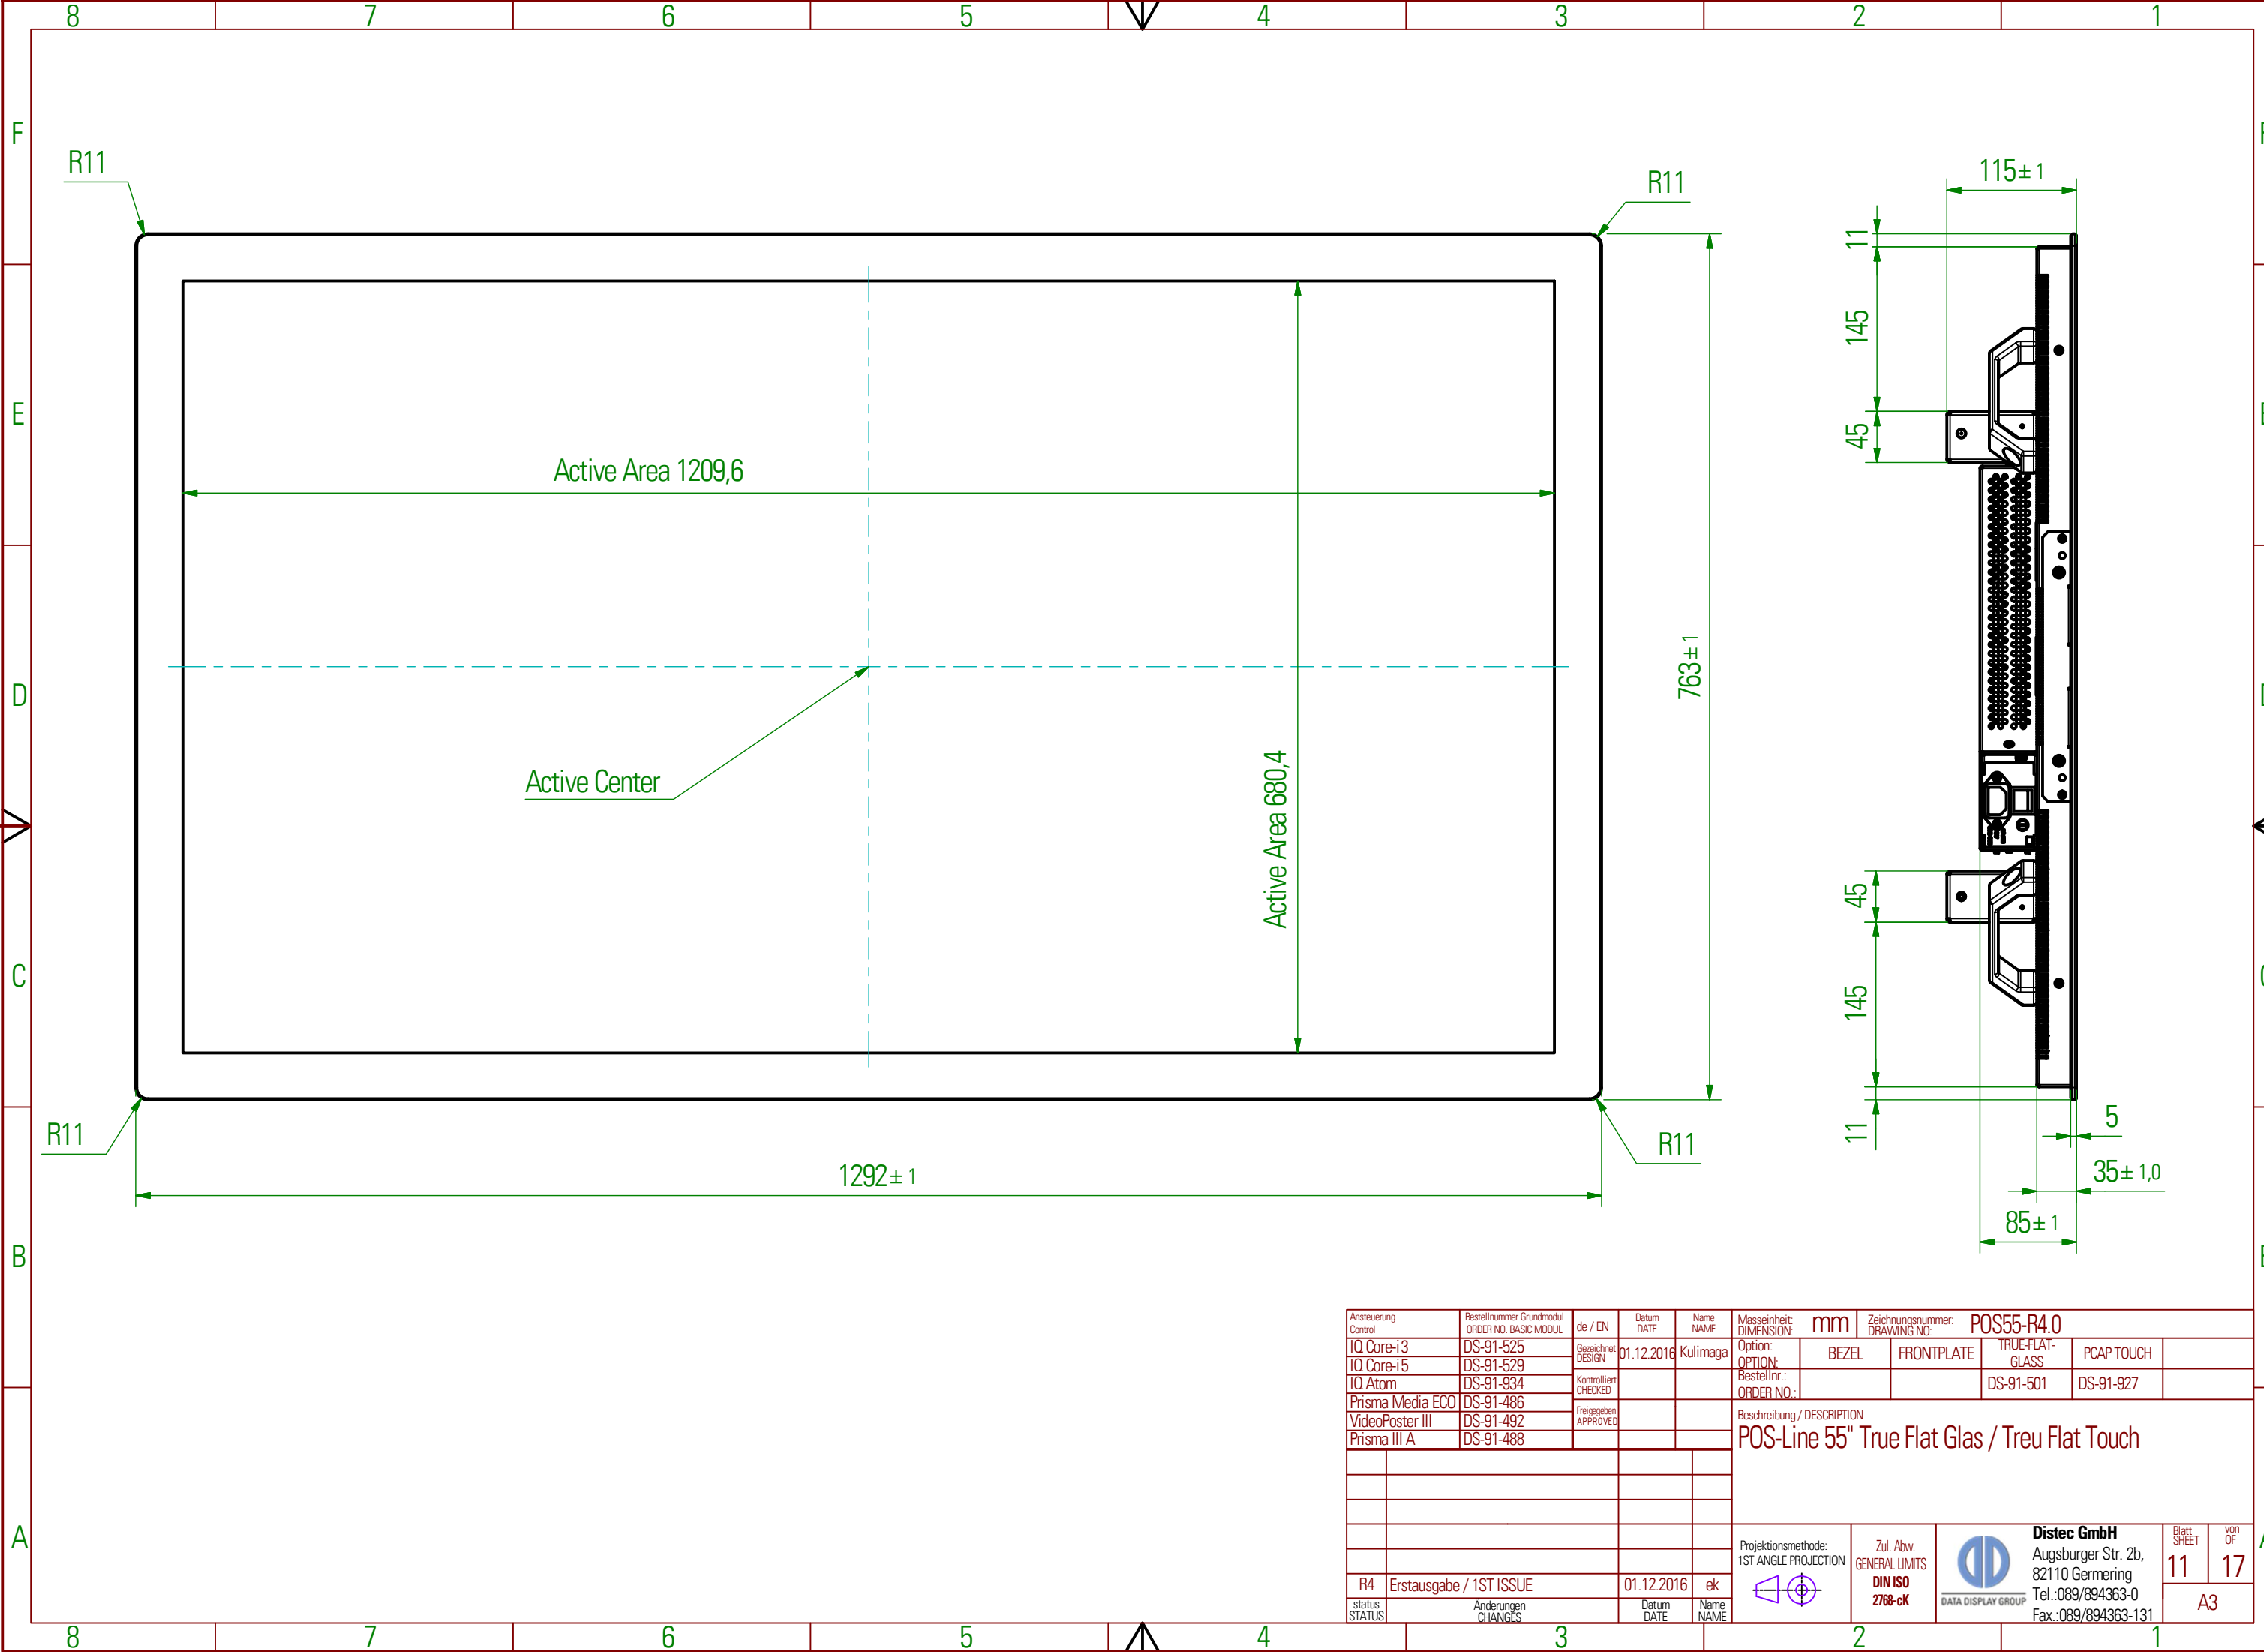 8 7 6 5 4 3 2 1
F
E
D
C
B
A
R11
R11
115± 1
11
145
45
Active Area 1209,6
763± 1
Active Center
Active Area 680,4
45
145
11
R11
R11
1292± 1
5
35± 1,0
85± 1
Ansteuerung
Control
Bestellnummer Grundmodul
ORDER NO. BASIC MODUL
IQ Core-i3 DS-91-525
IQ Core-i5 DS-91-529
IQ Atom DS-91-934
Prisma Media ECO DS-91-486
VideoPoster III DS-91-492
Prisma III A DS-91-488
de / EN
Datum
DATE
Name
NAME
Gezeichnet
DESIGN
01.12.2016 Kulimaga
Kontrolliert
CHECKED
Freigegeben
APPROVED
Masseinheit:
DIMENSION:
mm
Zeichnungsnummer:
DRAWING NO:
POS55-R4.0
Option:
OPTION:
BEZEL
FRONTPLATE
TRUE-FLAT-
GLASS
PCAP TOUCH
Bestellnr.:
ORDER NO.:
DS-91-501
DS-91-927
Beschreibung / DESCRIPTION
POS-Line 55" True Flat Glas / Treu Flat Touch
R4 Erstausgabe / 1ST ISSUE 01.12.2016 ek
status
STATUS
Änderungen
CHANGES
Datum
DATE
Name
NAME
Projektionsmethode:
1ST ANGLE PROJECTION
Zul. Abw.
GENERAL LIMITS
DIN ISO
2768-cK
DATA DISPLAY GROUP
Distec GmbH
Augsburger Str. 2b,
82110 Germering
Tel.:089/894363-0
Fax.:089/894363-131
Blatt
SHEET
11
von
OF
17
A3
8 7 6 5 4 3 2 1